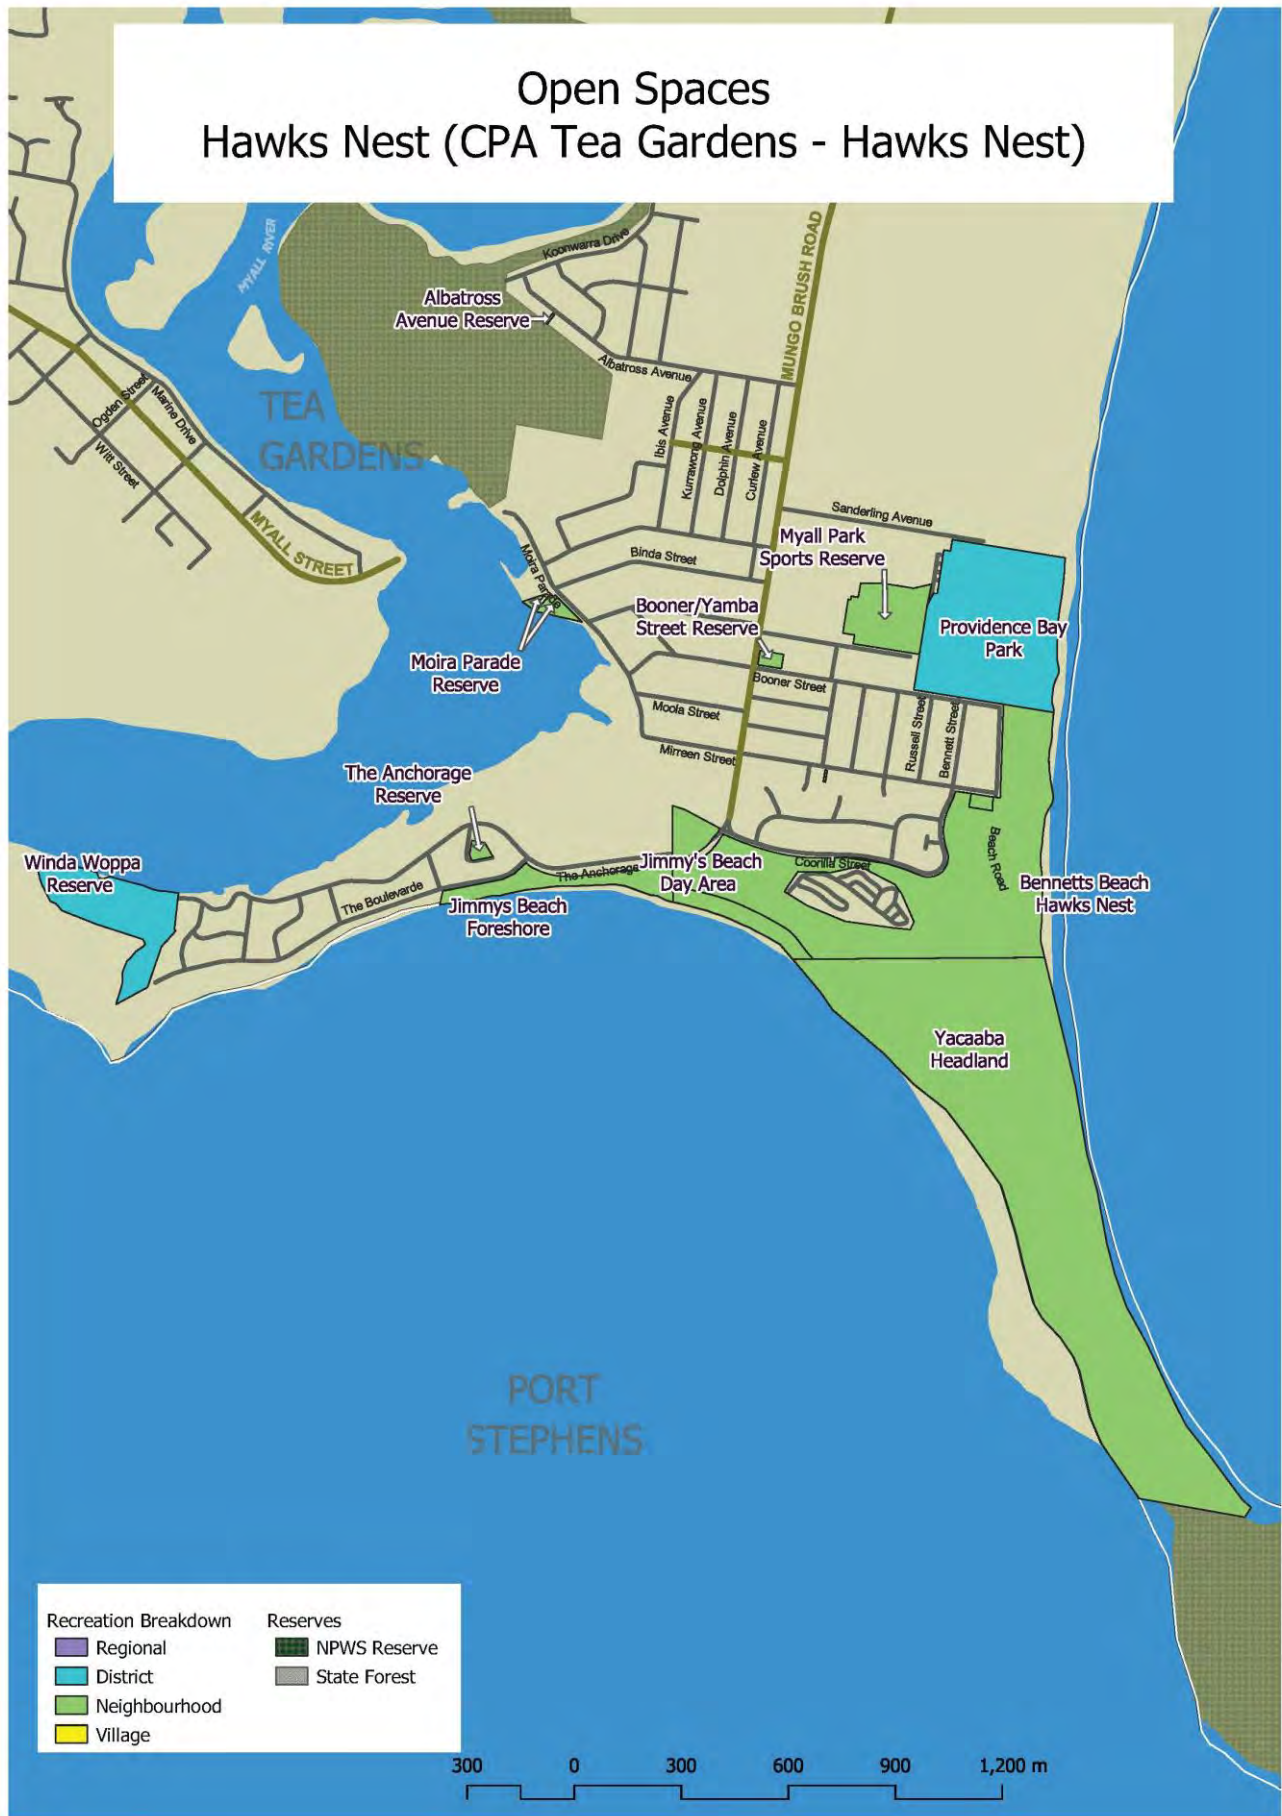 Open Spaces
Hawks Nest (CPA Tea Gardens - Hawks Nest)
MYALL RIVER
Koonwarra Drive
MUNGO BRUSH ROAD
Albatross
Avenue Reserve
Albatross Avenue
TEA
GARDENS
Ogden Street
Marine Drive
Witt Street
MYALL STREET
Ibis Avenue
Kurrawong Avenue
Dolphin Avenue
Curlew Avenue
Sanderling Avenue
Myall Park
Sports Reserve
Binda Street
Moira Parade
Booner/Yamba
Street Reserve
Providence Bay
Park
Moira Parade
Reserve
Booner Street
Moola Street
Mirreen Street
Russell Street
Bennett Street
The Anchorage
Reserve
Winda Woppa
Reserve
The Boulevarde
The Anchorage
Jimmy's Beach
Day Area
Coorilla Street
Beach Road
Bennetts Beach
Hawks Nest
Jimmys Beach
Foreshore
Yacaaba
Headland
PORT
STEPHENS
Recreation Breakdown
Regional
District
Neighbourhood
Village
Reserves
NPWS Reserve
State Forest
300 0 300 600 900 1,200 m